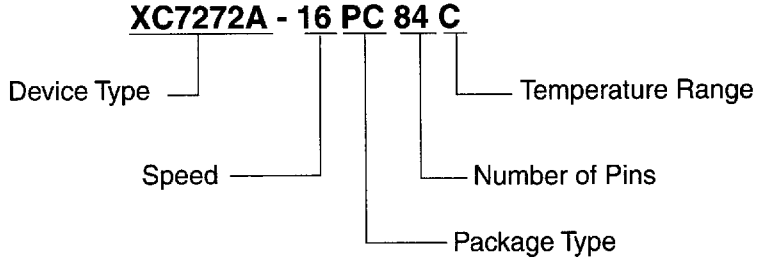 XC7272A - 16 PC 84 C
Device Type
Temperature Range
Speed
Number of Pins
Package Type